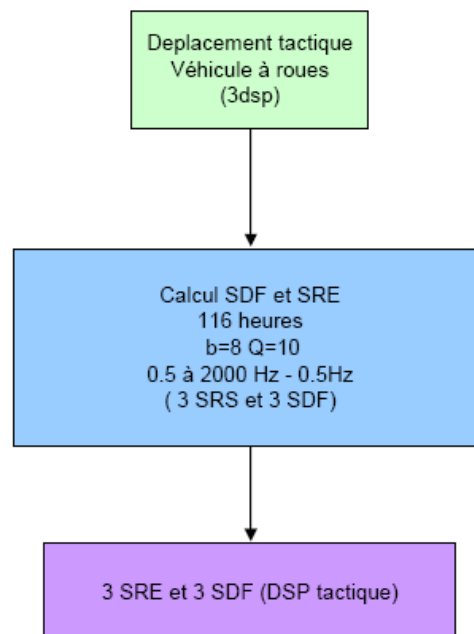 Deplacement tactique
Véhicule à roues
(3dsp)
Calcul SDF et SRE
116 heures
b=8 Q=10
0.5 à 2000 Hz - 0.5Hz
( 3 SRS et 3 SDF)
3 SRE et 3 SDF (DSP tactique)